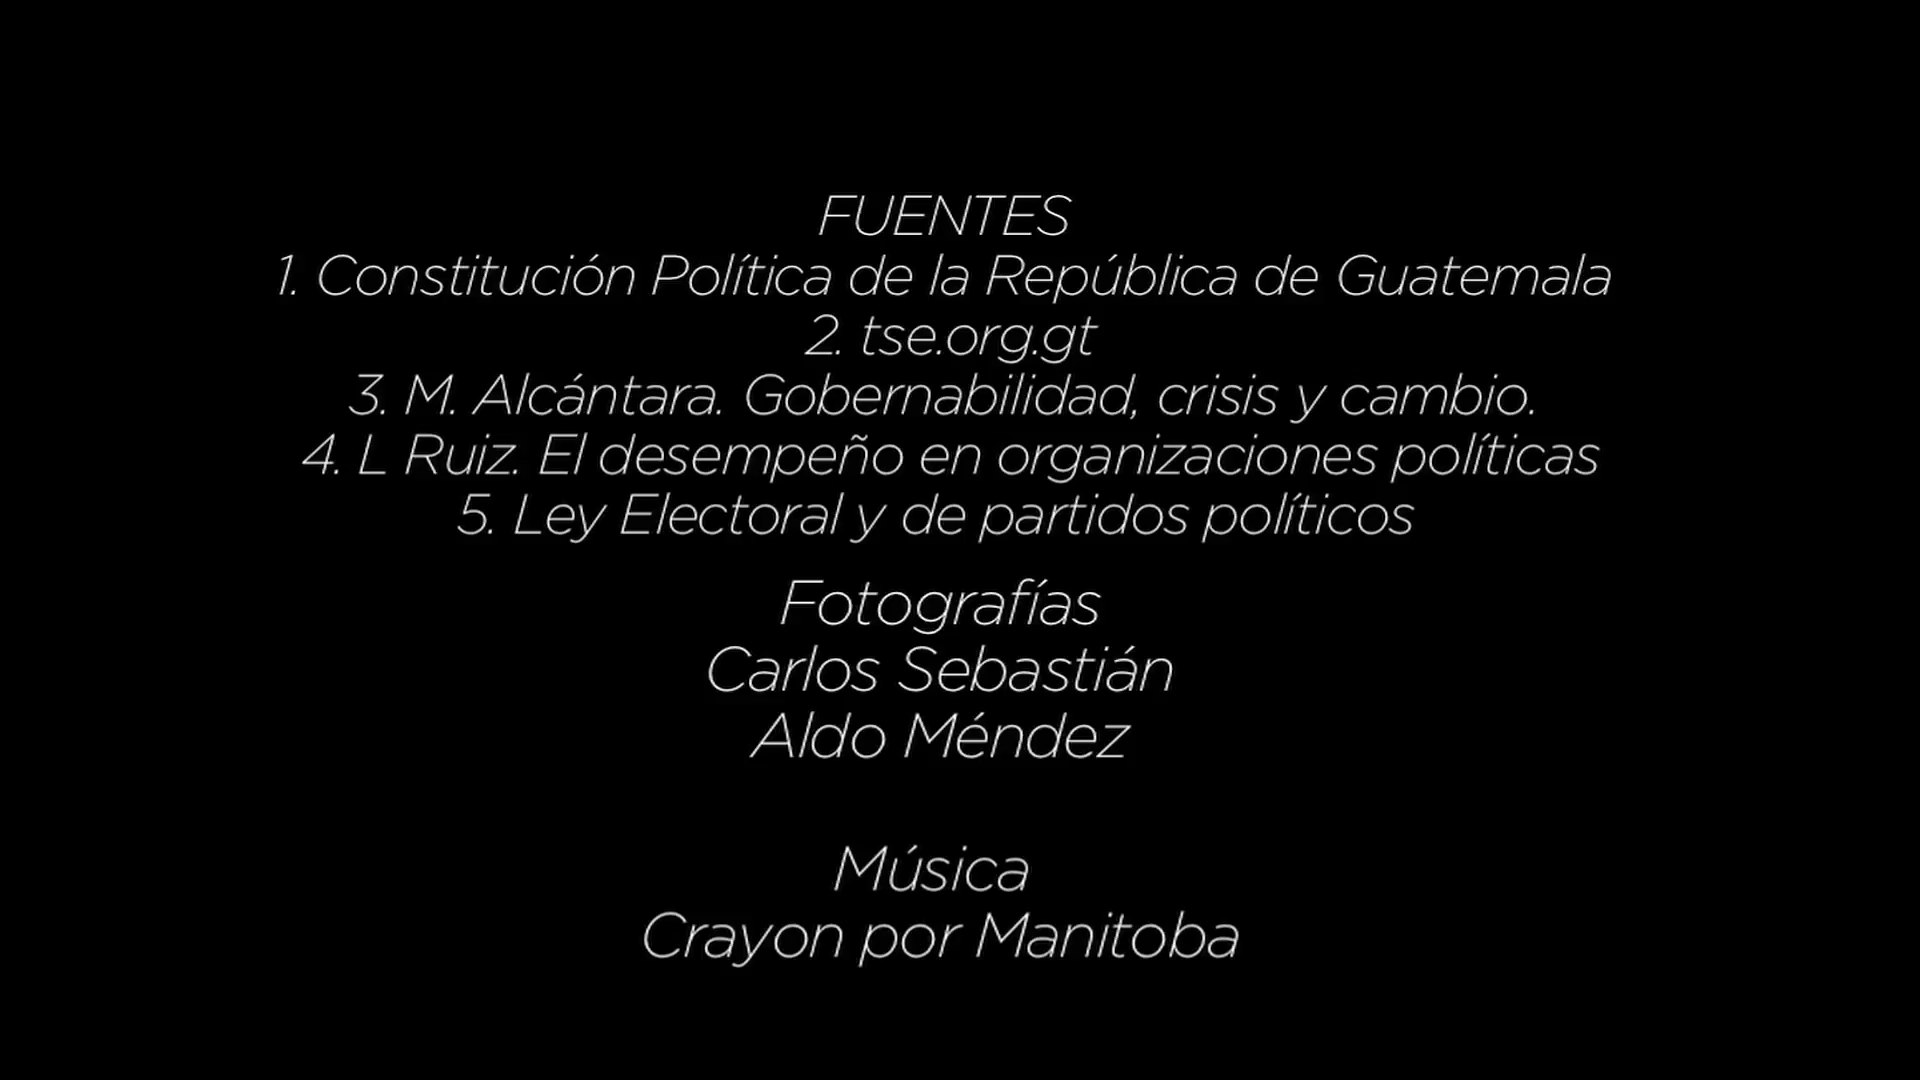 FUENTES
1. Constitución Política de la República de Guatemala
2. tse.org.gt
3. M. Alcántara. Gobernabilidad, crisis y cambio.
4. L Ruiz. El desempeño en organizaciones políticas
5. Ley Electoral y de partidos políticos
Fotografías
Carlos Sebastián
Aldo Méndez
Música
Crayon por Manitoba